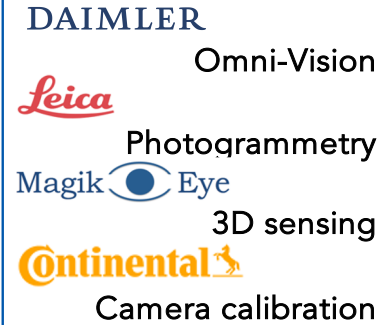 DAIMLER
Omni-Vision
Leica
Photogrammetry
Magik Eye
3D sensing
Continental
Camera calibration